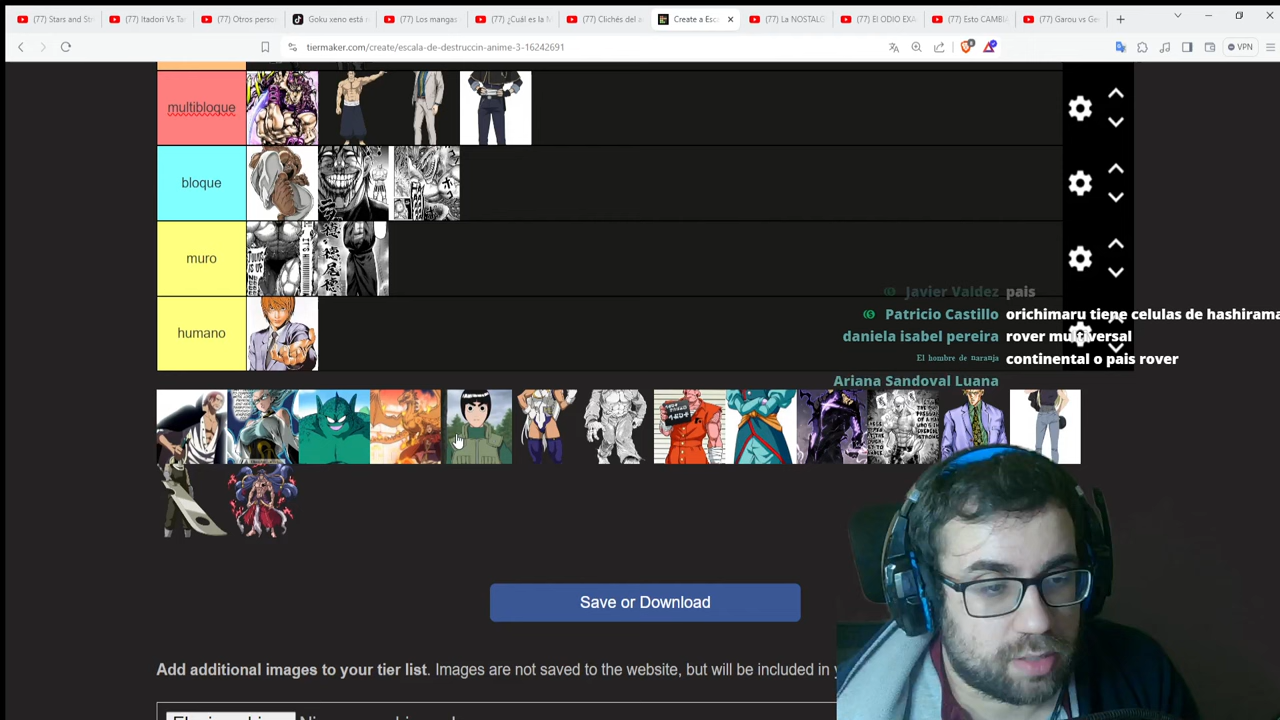 (77) Stars and Str
(77) Itadori Vs Ta
(77) Otros perso
Goku xeno está r
(77) Los mangas
(77) ¿Cuál es la M
(77) Clichés del a
Create a Esc
(77) La NOSTALG
(77) El ODIO EXA
(77) Esto CAMBIA
(77) Garou vs Ge
tiermaker.com/create/escala-de-destruccin-anime-3-16242691
VPN
multibloque
bloque
muro
humano
Javier Valdez pais
Patricio Castillo orichimaru tiene celulas de hashirama
daniela isabel pereira rover multiversal
El hombre de naranja continental o pais rover
Ariana Sandoval Luana
Save or Download
Add additional images to your tier list. Images are not saved to the website, but will be included in